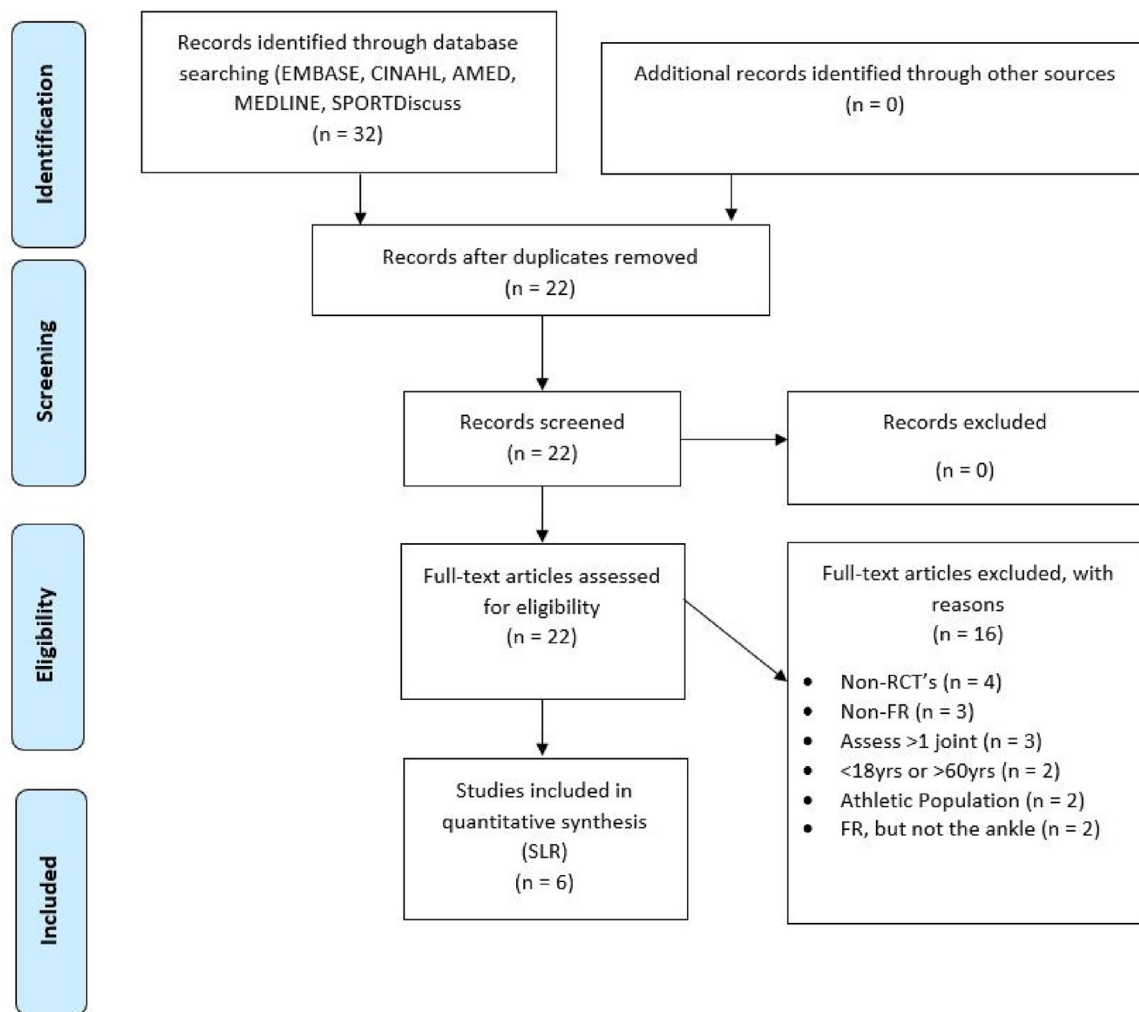 Identification
Records identified through database
searching (EMBASE, CINAHL, AMED,
MEDLINE, SPORTDiscuss
(n = 32)
Additional records identified through other sources
(n = 0)
Records after duplicates removed
(n = 22)
Screening
Records screened
(n = 22)
Records excluded
(n = 0)
Eligibility
Full-text articles assessed
for eligibility
(n = 22)
Full-text articles excluded, with
reasons
(n = 16)
• Non-RCT's (n = 4)
• Non-FR (n = 3)
• Assess >1 joint (n = 3)
• <18yrs or >60yrs (n = 2)
• Athletic Population (n = 2)
• FR, but not the ankle (n = 2)
Included
Studies included in
quantitative synthesis
(SLR)
(n = 6)